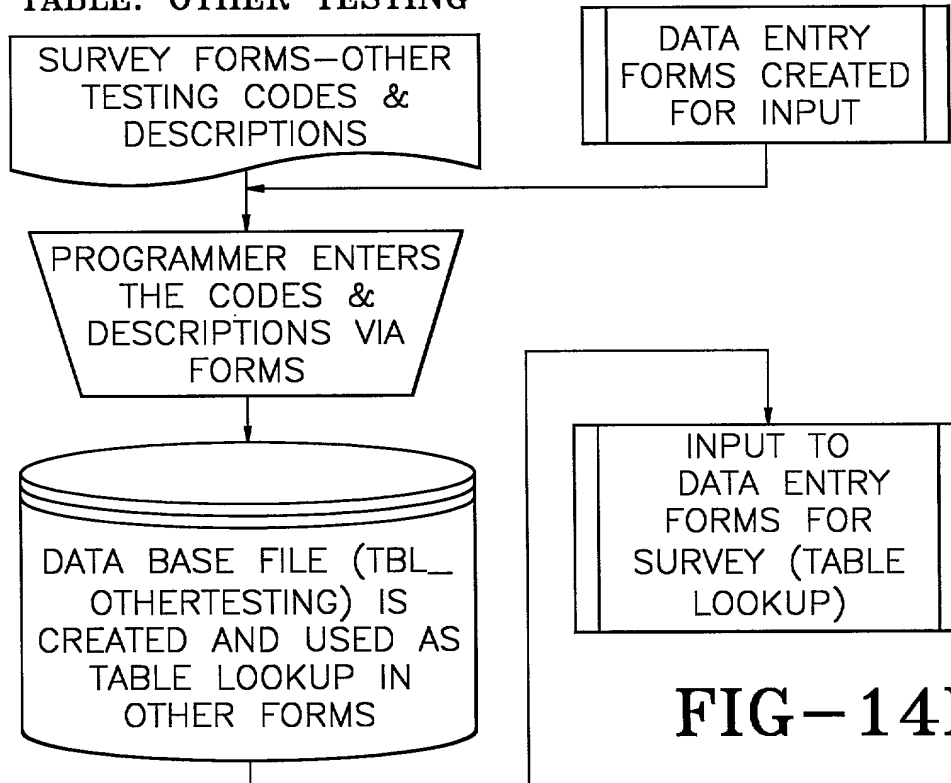 TABLE: OTHER TESTING
SURVEY FORMS–OTHER
TESTING CODES &
DESCRIPTIONS
DATA ENTRY
FORMS CREATED
FOR INPUT
PROGRAMMER ENTERS
THE CODES &
DESCRIPTIONS VIA
FORMS
DATA BASE FILE (TBL_
OTHERTESTING) IS
CREATED AND USED AS
TABLE LOOKUP IN
OTHER FORMS
INPUT TO
DATA ENTRY
FORMS FOR
SURVEY (TABLE
LOOKUP)